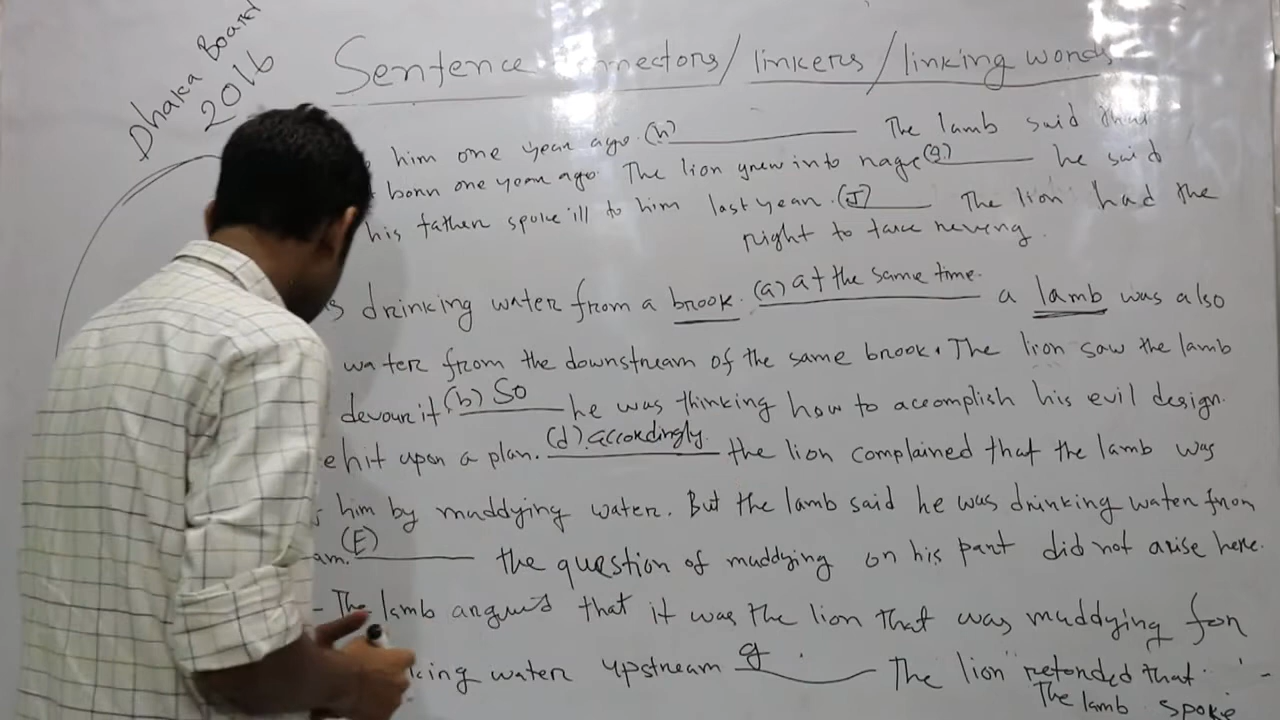 Dhaka Board
2016
Sentence nnectors/linkers/linking words
him one year ago. (h) The lamb said that
born one year ago. The lion grew into rage (g) he said
his father spoke ill to him last year. (J) The lion had the
right to take reveng.
s drinking water from a brook. (a) at the same time. a lamb was also
water from the downstream of the same brook. The lion saw the lamb
devour it. (b) So he was thinking how to accomplish his evil design.
e hit upon a plan. (d) accordingly. the lion complained that the lamb was
him by muddying water. But the lamb said he was drinking water from
am. (E) the question of muddying on his part did not arise here.
- The lamb argued that it was the lion that was muddying for
king water upstream g The lion retorded that
The lamb spoke